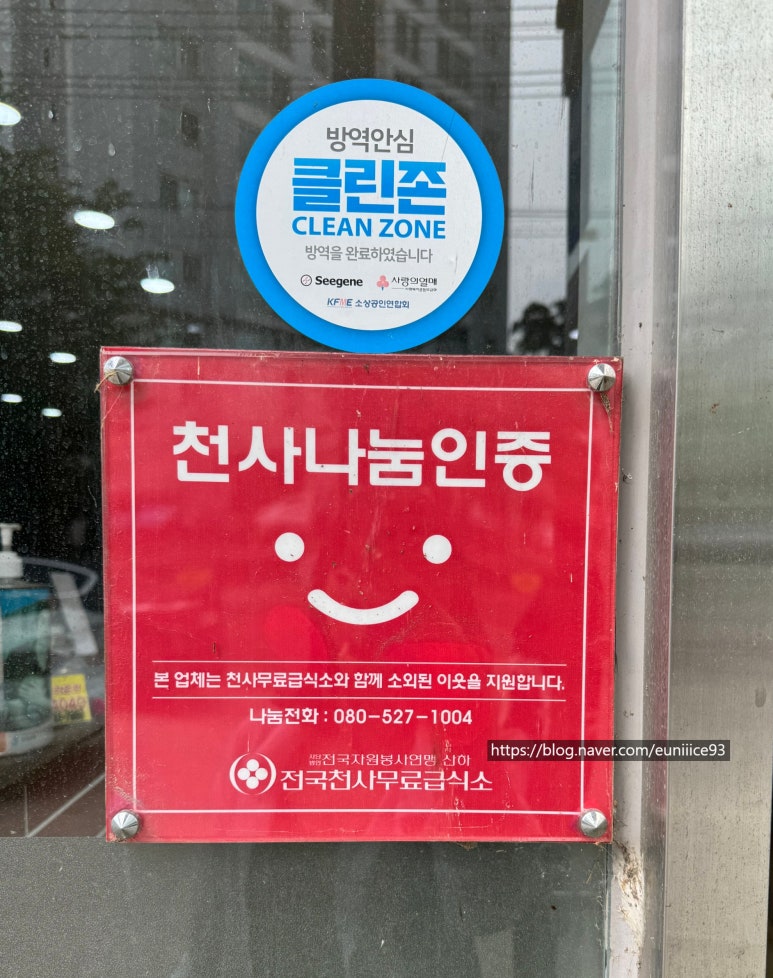 방역안심
클린존
CLEAN ZONE
방역을 완료하였습니다
Seegene 사랑의열매
KFME 소상공인연합회
천사나눔인증
본 업체는 천사무료급식소와 함께 소외된 이웃을 지원합니다.
나눔전화 : 080-527-1004
https://blog.naver.com/euniiice93
사단법인 전국자원봉사연맹 산하
전국천사무료급식소